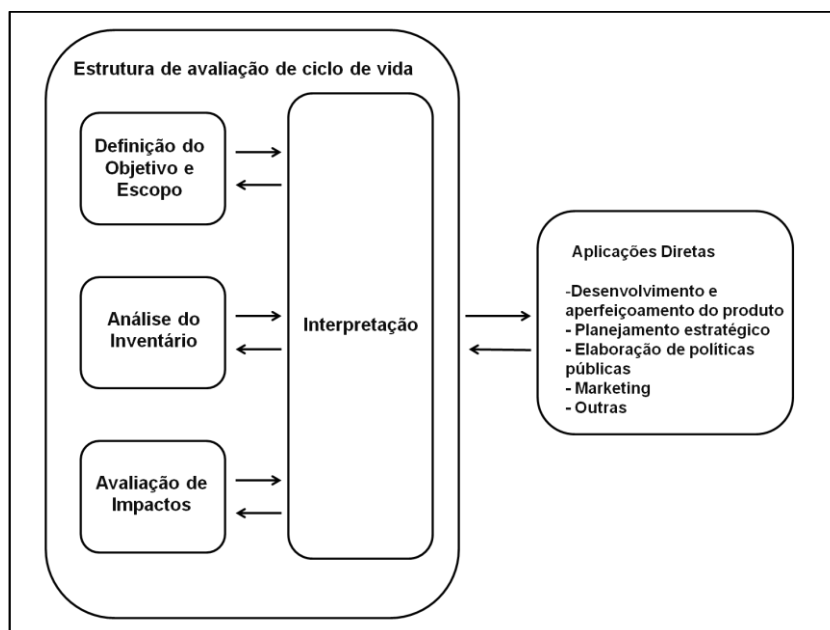 Estrutura de avaliação de ciclo de vida
Definição do
Objetivo e
Escopo
Análise do
Inventário
Avaliação de
Impactos
Interpretação
Aplicações Diretas
-Desenvolvimento e
aperfeiçoamento do produto
- Planejamento estratégico
- Elaboração de políticas
públicas
- Marketing
- Outras